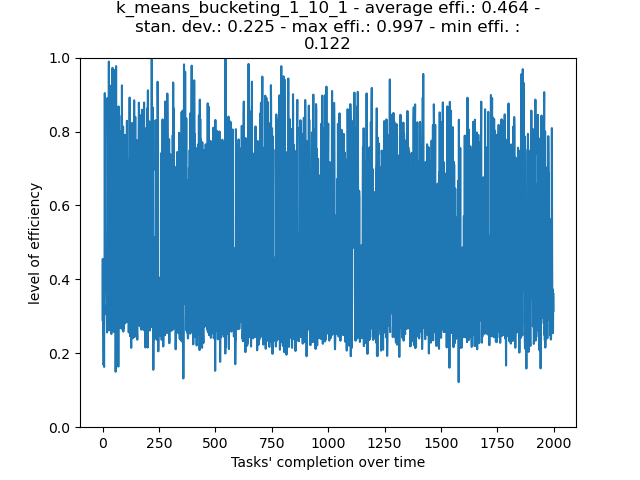 k_means_bucketing_1_10_1 - average effi.: 0.464 -
stan. dev.: 0.225 - max effi.: 0.997 - min effi. :
0.122
1.0
0.8
0.6
0.4
0.2
0.0
level of efficiency
0 250 500 750 1000 1250 1500 1750 2000
Tasks' completion over time